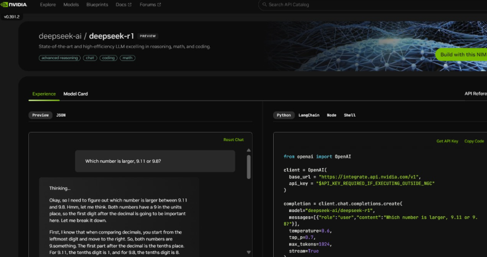 NVIDIA Explore Models Blueprints Docs Forums Search API Catalog
v0.361.2
deepseek-ai / deepseek-r1 PREVIEW
State-of-the-art and high-efficiency LLM excelling in reasoning, math, and coding.
advanced reasoning chat coding math
Build with this NIM
Experience Model Card API Refere
Preview JSON Python LangChain Node Shell
Reset Chat Get API Key Copy Code
Which number is larger, 9.11 or 9.8?
Thinking...
Okay, so I need to figure out which number is larger between 9.11
and 9.8. Hmm, let me think. Both numbers have a 9 in the units
place, so the first digit after the decimal is going to be important
here. Let me break it down.
First, I know that when comparing decimals, you start from the
leftmost digit and move to the right. So, both numbers are
something. The first part after the decimal is the tenths place.
For 9.11, the tenths digit is 1, and for 9.8, the tenths digit is 8.
from openai import OpenAI
client = OpenAI(
base_url = "https://integrate.api.nvidia.com/v1",
api_key = "$API_KEY_REQUIRED_IF_EXECUTING_OUTSIDE_NGC"
)
completion = client.chat.completions.create(
model="deepseek-ai/deepseek-r1",
messages=[{"role":"user","content":"Which number is larger, 9.11 or 9.
8?"}],
temperature=0.6,
top_p=0.7,
max_tokens=1024,
stream=True